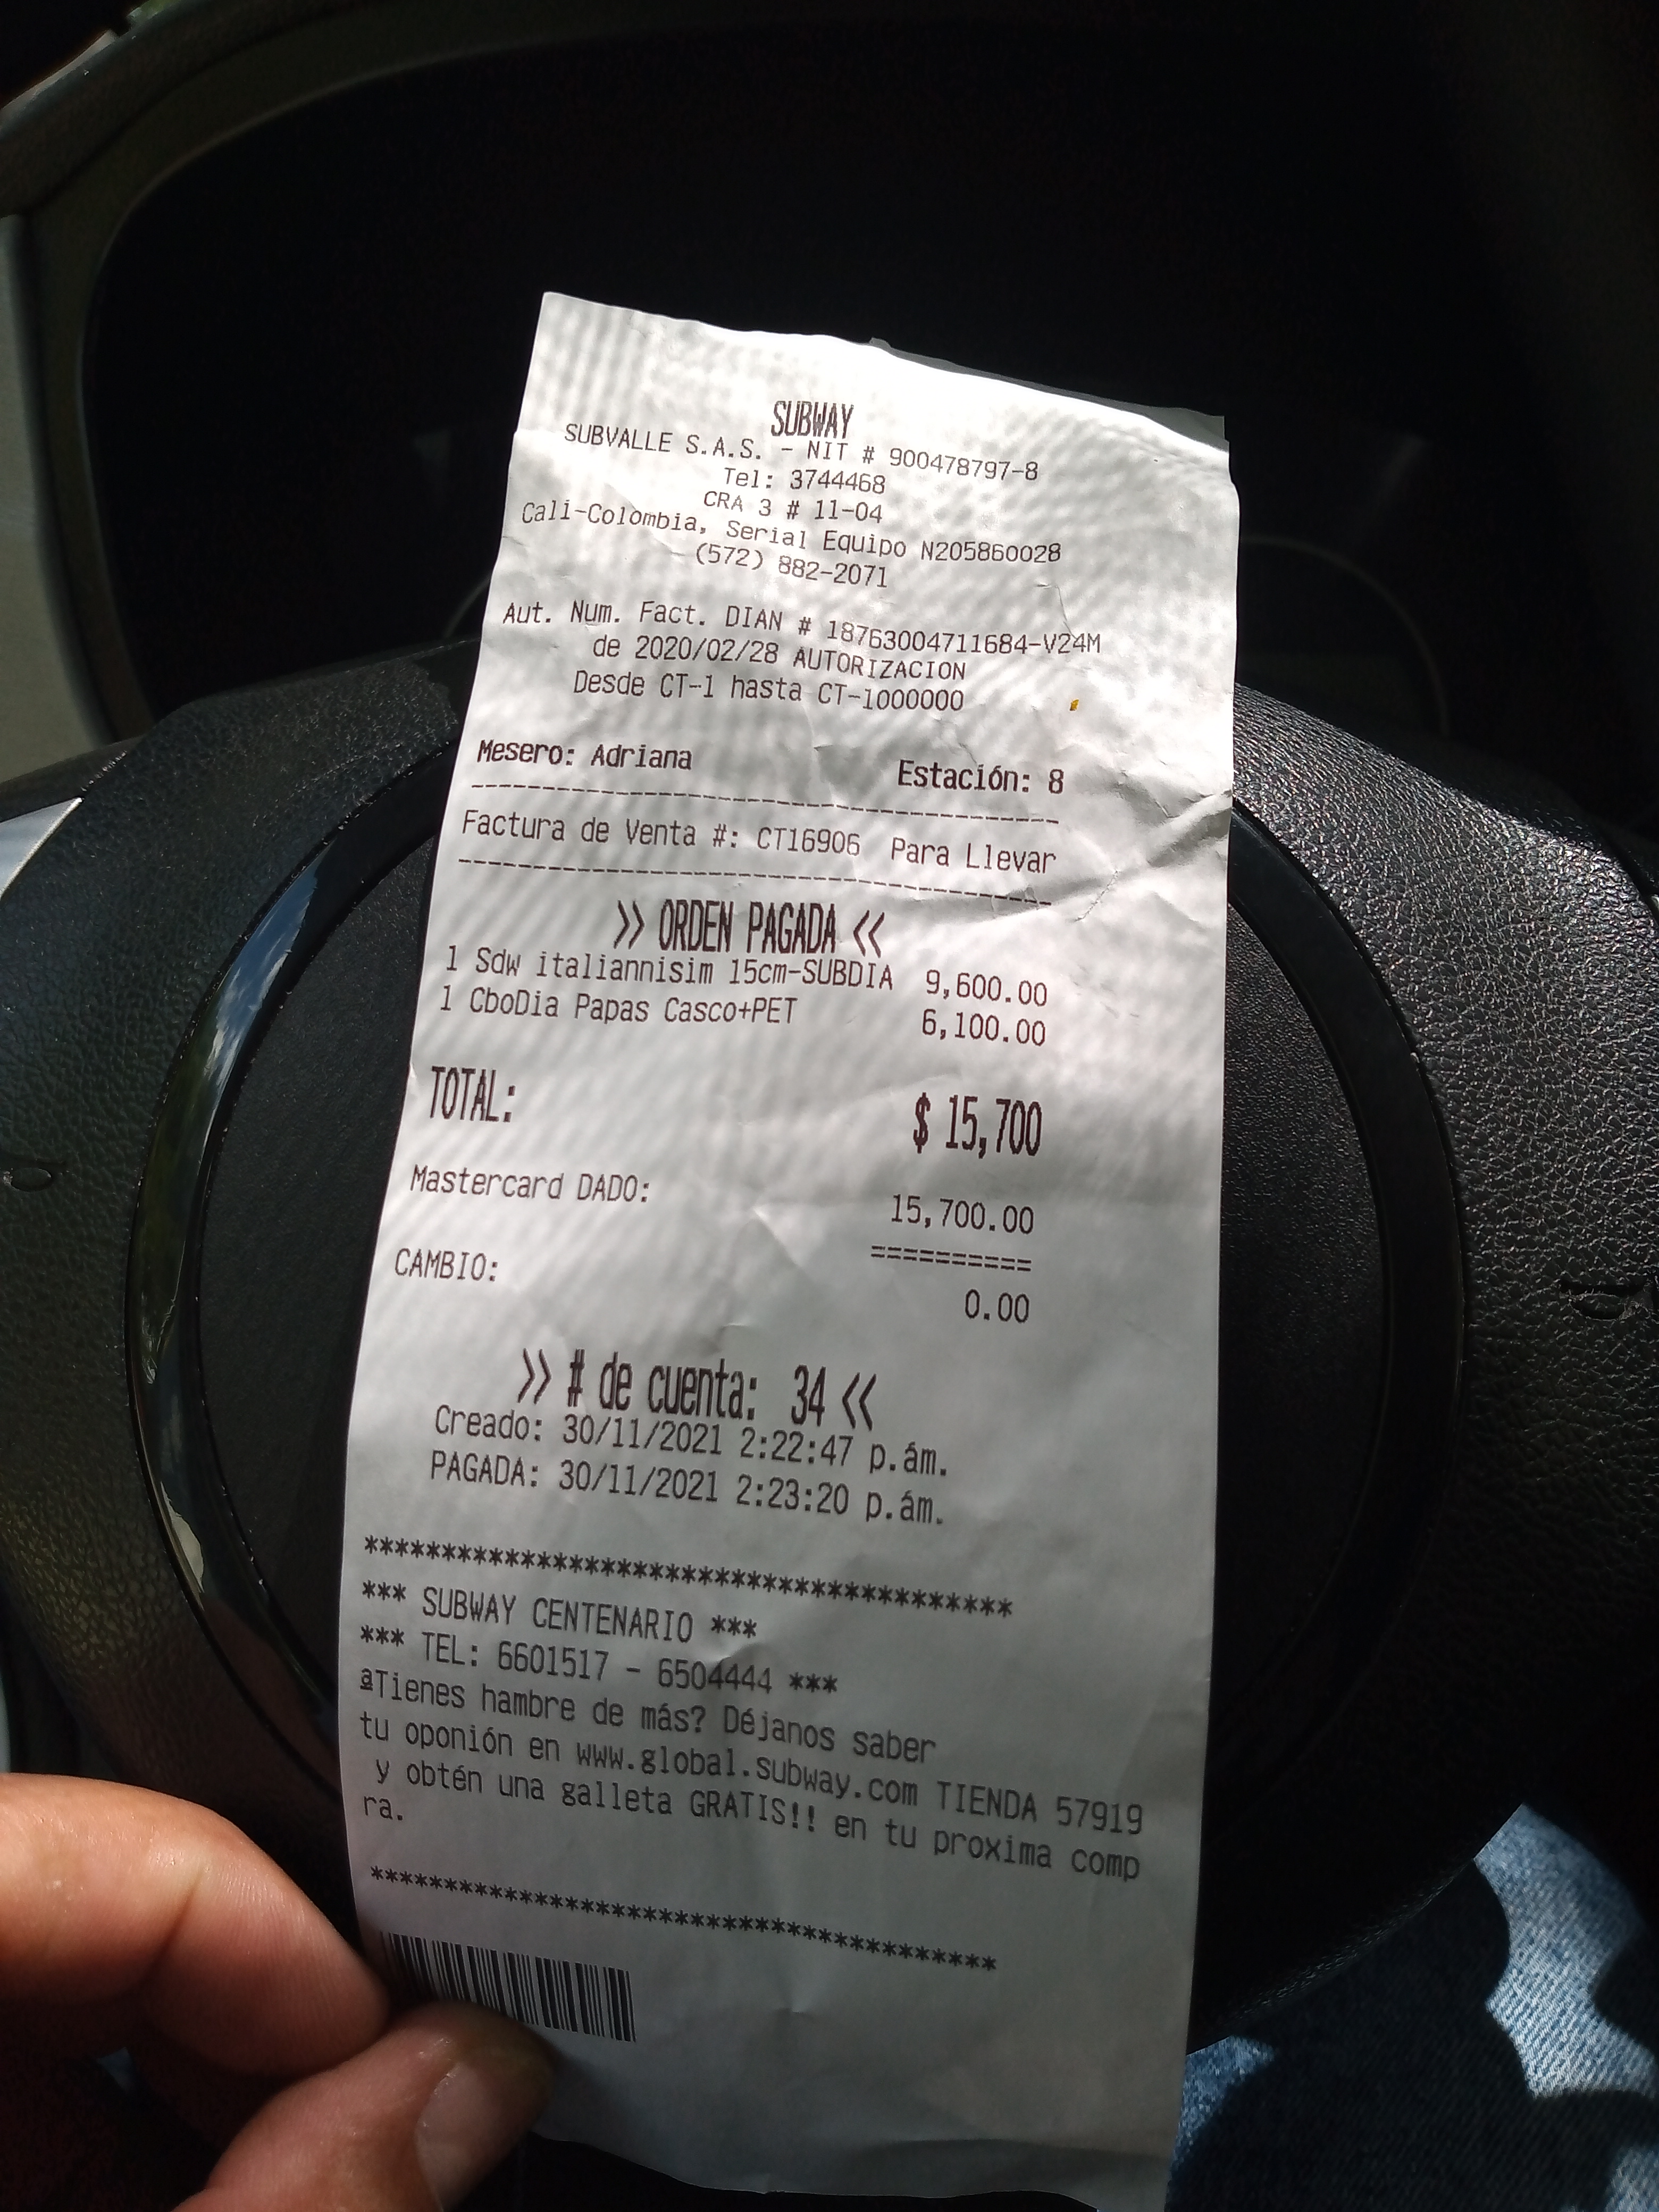 SUBWAY
SUBVALLE S.A.S. - NIT # 900478797-8
Tel: 3744468
CRA 3 # 11-04
Cali-Colombia, Serial Equipo N205860028
(572) 882-2071
Aut. Num. Fact. DIAN # 18763004711684-V24M
de 2020/02/28 AUTORIZACION
Desde CT-1 hasta CT-1000000
Mesero: Adriana Estación: 8
------------------------------------------
Factura de Venta #: CT16906 Para Llevar
------------------------------------------
>> ORDEN PAGADA <<
1 Sdw italiannisim 15cm-SUBDIA 9,600.00
1 CboDia Papas Casco+PET 6,100.00
TOTAL: $ 15,700
Mastercard DADO: 15,700.00
==========
CAMBIO: 0.00
>> # de cuenta: 34 <<
Creado: 30/11/2021 2:22:47 p.ám.
PAGADA: 30/11/2021 2:23:20 p.ám.
******************************************
*** SUBWAY CENTENARIO ***
*** TEL: 6601517 - 6504444 ***
ªTienes hambre de más? Déjanos saber
tu oponión en www.global.subway.com TIENDA 57919
y obtén una galleta GRATIS!! en tu proxima comp
ra.
******************************************